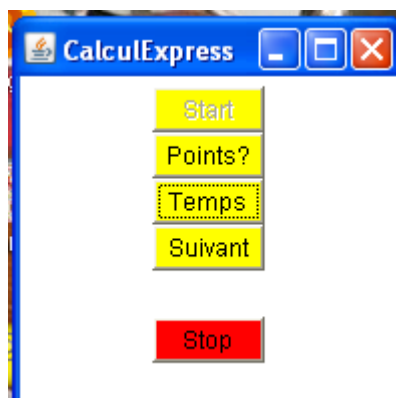 CalculExpress
Start
Points?
Temps
Suivant
Stop